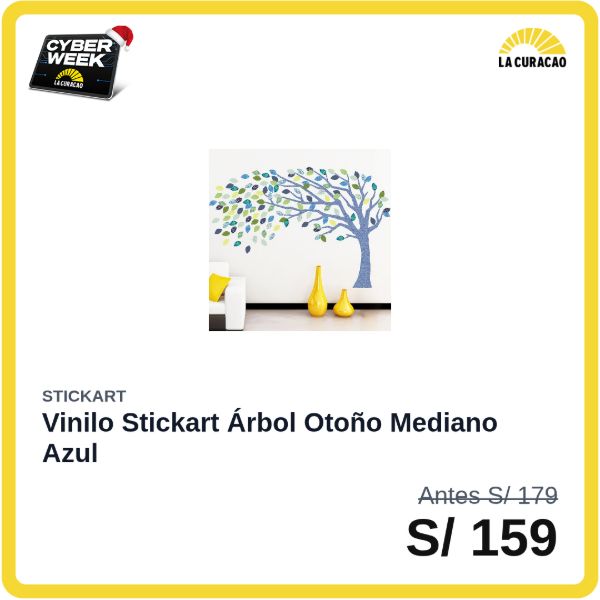 CYBER
WEEK
LA CURACAO
LA CURACAO
STICKART
Vinilo Stickart Árbol Otoño Mediano
Azul
Antes S/ 179
S/ 159